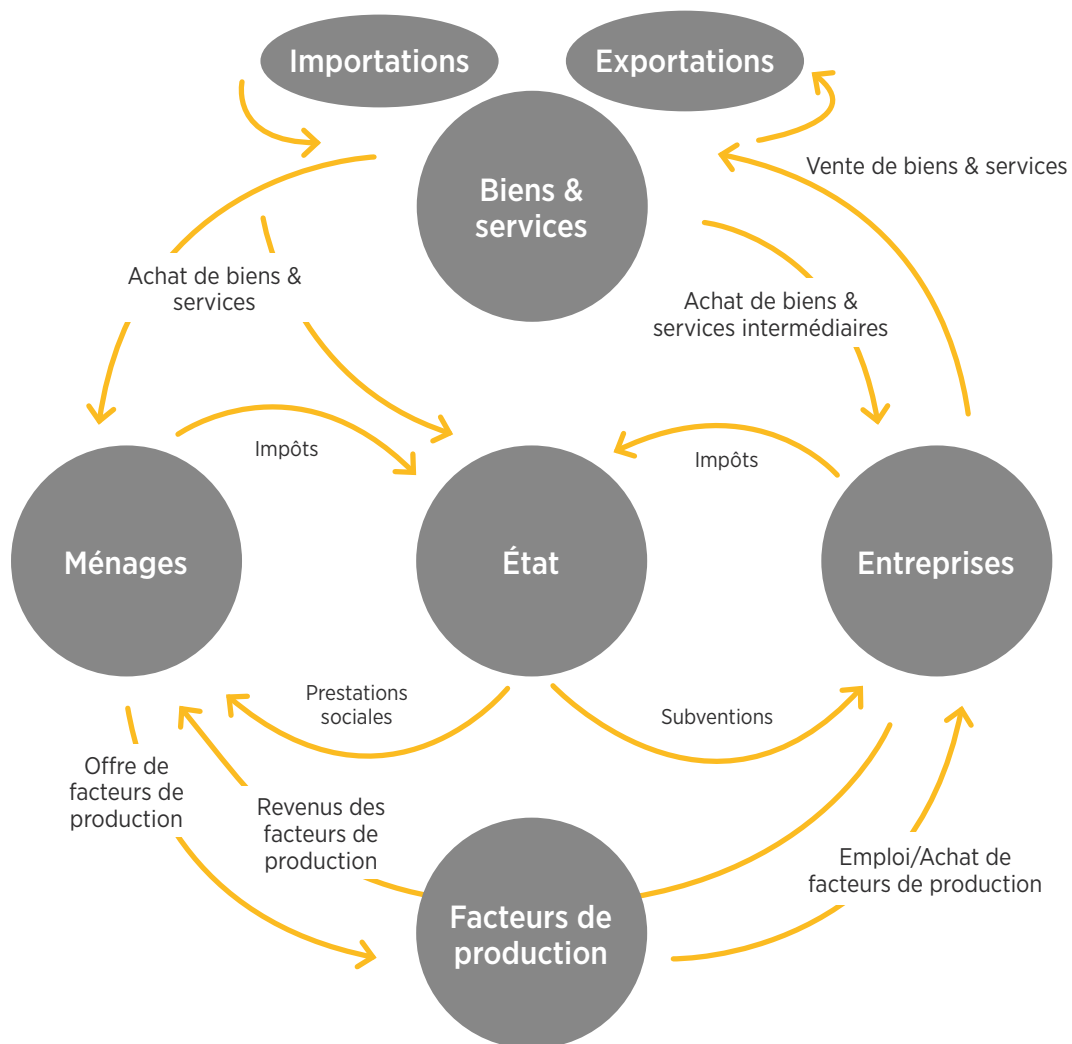 Importations
Exportations
Vente de biens & services
Biens &
services
Achat de biens &
services
Achat de biens &
services intermédiaires
Impôts
Impôts
Ménages
État
Entreprises
Prestations
sociales
Subventions
Offre de
facteurs de
production
Revenus des
facteurs de
production
Emploi/Achat de
facteurs de production
Facteurs de
production